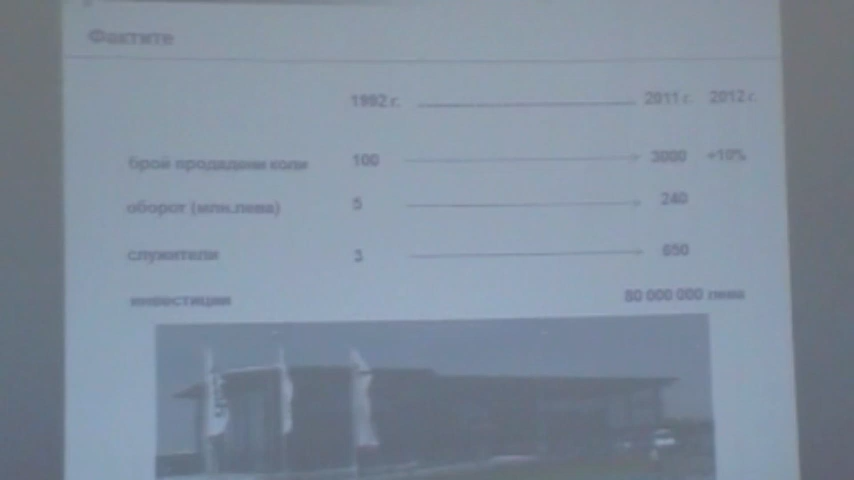 Фактите
1992 г. 2011 г. 2012 г.
брой продадени коли 100 3000 +10%
оборот (млн.лева) 5 240
служители 3 650
инвестиции 80 000 000 лева